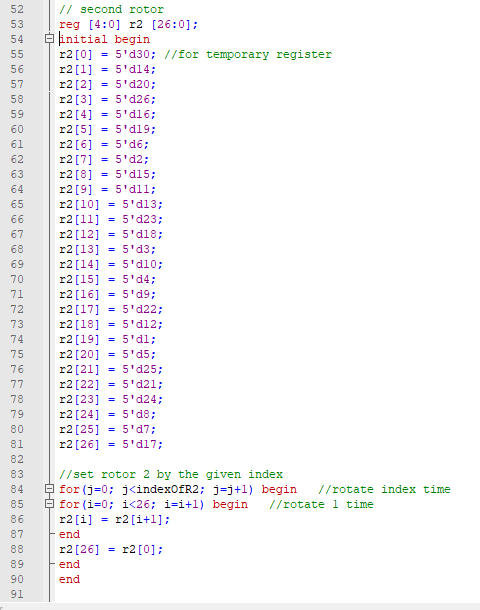 52 // second rotor
53 reg [4:0] r2 [26:0];
54 initial begin
55 r2[0] = 5'd30; //for temporary register
56 r2[1] = 5'd14;
57 r2[2] = 5'd20;
58 r2[3] = 5'd26;
59 r2[4] = 5'd16;
60 r2[5] = 5'd19;
61 r2[6] = 5'd6;
62 r2[7] = 5'd2;
63 r2[8] = 5'd15;
64 r2[9] = 5'd11;
65 r2[10] = 5'd13;
66 r2[11] = 5'd23;
67 r2[12] = 5'd18;
68 r2[13] = 5'd3;
69 r2[14] = 5'd10;
70 r2[15] = 5'd4;
71 r2[16] = 5'd9;
72 r2[17] = 5'd22;
73 r2[18] = 5'd12;
74 r2[19] = 5'd1;
75 r2[20] = 5'd5;
76 r2[21] = 5'd25;
77 r2[22] = 5'd21;
78 r2[23] = 5'd24;
79 r2[24] = 5'd8;
80 r2[25] = 5'd7;
81 r2[26] = 5'd17;
82
83 //set rotor 2 by the given index
84 for(j=0; j<indexOfR2; j=j+1) begin //rotate index time
85 for(i=0; i<26; i=i+1) begin //rotate 1 time
86 r2[i] = r2[i+1];
87 end
88 r2[26] = r2[0];
89 end
90 end
91